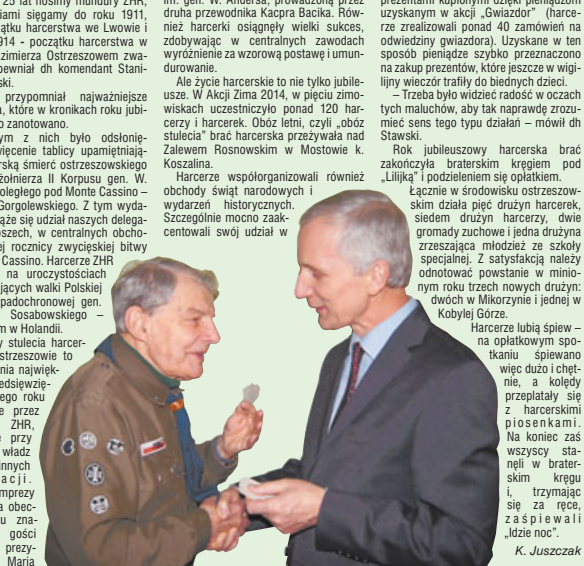 25 lat nosimy mundury ZHR,
iami sięgamy do roku 1911,
ątku harcerstwa we Lwowie i
914 - początku harcerstwa w
zimierza Ostrzeszowem zwa-
pewniał dh komendant Stani-
ski.
przypomniał najważniejsze
a, które w kronikach roku jubi-
o zanotowano.
ym z nich było odsłonię-
więcenie tablicy upamiętniają-
rską śmierć ostrzeszowskiego
żołnierza II Korpusu gen. W.
oległego pod Monte Cassino –
Gorgolewskiego. Z tym wyda-
ąże się udział naszych delega-
oszech, w centralnych obcho-
ej rocznicy zwycięskiej bitwy
Cassino. Harcerze ZHR
na uroczystościach
jących walki Polskiej
padochronowej gen.
Sosabowskiego –
m w Holandii.
y stulecia harcer-
strzeszowie to
nia najwięk-
edsięwzię-
ego roku
e przez
ZHR,
e przy
władz
innych
acji.
mprezy
a obec-
u zna-
gości
prezy-
Maria
im. gen. W. Andersa, prowadzoną przez
druha przewodnika Kacpra Bacika. Rów-
nież harcerki osiągnęły wielki sukces,
zdobywając w centralnych zawodach
wyróżnienie za wzorową postawę i umun-
durowanie.
Ale życie harcerskie to nie tylko jubile-
usze. W Akcji Zima 2014, w pięciu zimo-
wiskach uczestniczyło ponad 120 har-
cerzy i harcerek. Obóz letni, czyli „obóz
stulecia” brać harcerska przeżywała nad
Zalewem Rosnowskim w Mostowie k.
Koszalina.
Harcerze współorganizowali również
obchody świąt narodowych i
wydarzeń historycznych.
Szczególnie mocno zaak-
centowali swój udział w
prezentami kupionymi dzięki pieniądzom
uzyskanym w akcji „Gwiazdor” (harce-
rze zrealizowali ponad 40 zamówień na
odwiedziny gwiazdora). Uzyskane w ten
sposób pieniądze szybko przeznaczono
na zakup prezentów, które jeszcze w wigi-
lijny wieczór trafiły do biednych dzieci.
– Trzeba było widzieć radość w oczach
tych maluchów, aby tak naprawdę zrozu-
mieć sens tego typu działań – mówił dh
Stawski.
Rok jubileuszowy harcerska brać
zakończyła braterskim kręgiem pod
„Lilijką” i podzieleniem się opłatkiem.
Łącznie w środowisku ostrzeszow-
skim działa pięć drużyn harcerek,
siedem drużyn harcerzy, dwie
gromady zuchowe i jedna drużyna
zrzeszająca młodzież ze szkoły
specjalnej. Z satysfakcją należy
odnotować powstanie w minio-
nym roku trzech nowych drużyn:
dwóch w Mikorzynie i jednej w
Kobylej Górze.
Harcerze lubią śpiew –
na opłatkowym spo-
tkaniu śpiewano
więc dużo i chęt-
nie, a kolędy
przeplatały się
z harcerskimi
piosenkami.
Na koniec zaś
wszyscy sta-
nęli w brater-
skim kręgu
i, trzymając
się za ręce,
zaśpiewali
„Idzie noc”.
K. Juszczak